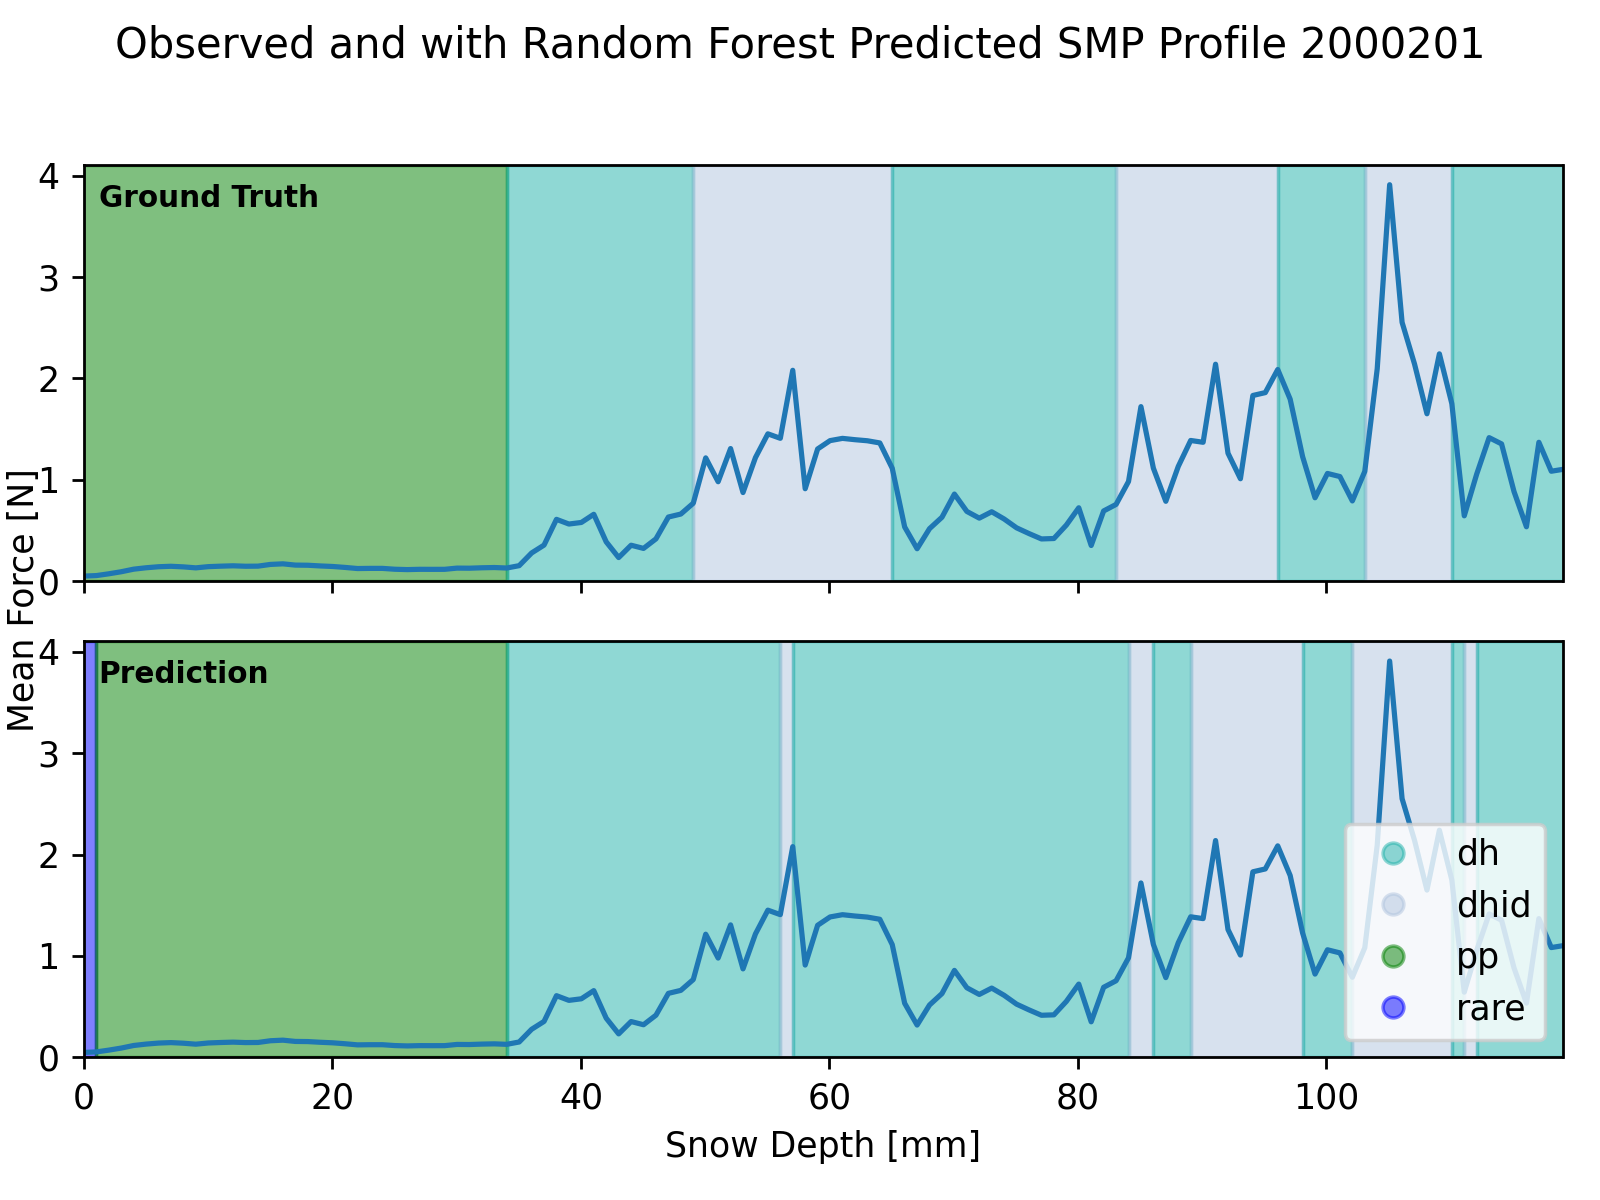 Observed and with Random Forest Predicted SMP Profile 2000201
Mean Force [N]
4
3
2
1
0
Ground Truth
4
3
2
1
0
Prediction
dh
dhid
pp
rare
0 20 40 60 80 100
Snow Depth [mm]